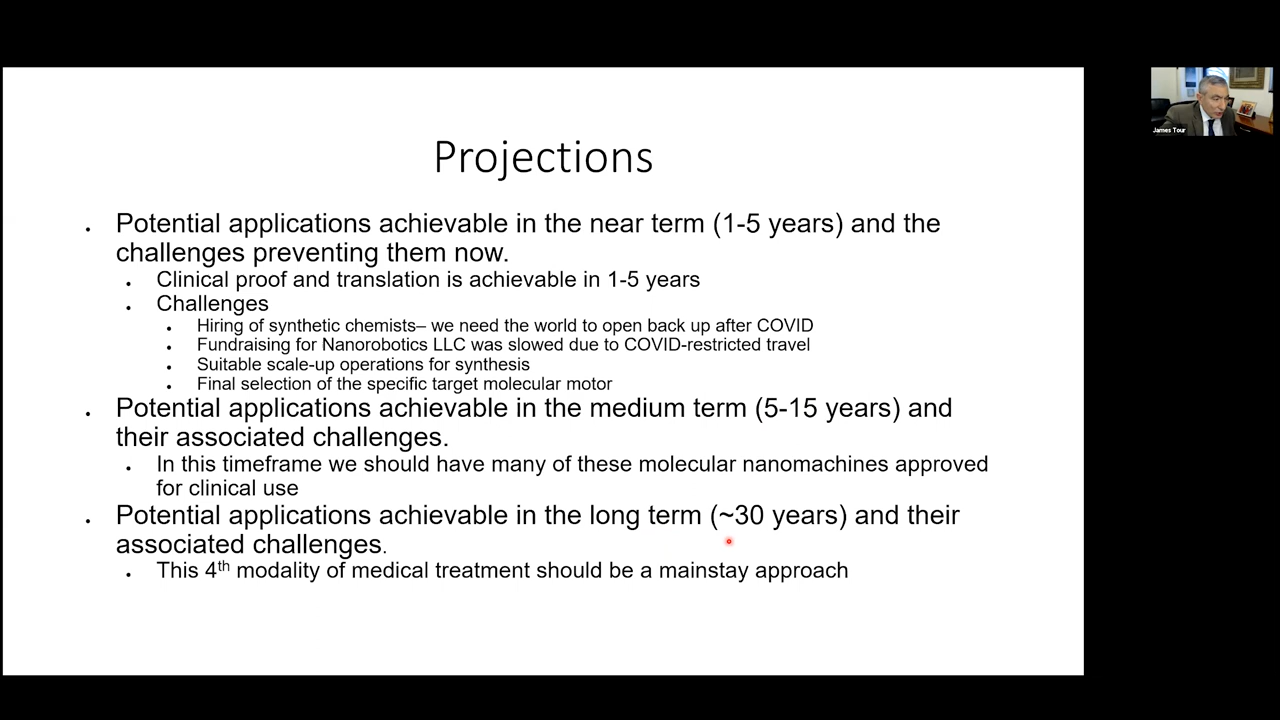 James Tour
Projections
Potential applications achievable in the near term (1-5 years) and the
challenges preventing them now.
Clinical proof and translation is achievable in 1-5 years
Challenges
Hiring of synthetic chemists– we need the world to open back up after COVID
Fundraising for Nanorobotics LLC was slowed due to COVID-restricted travel
Suitable scale-up operations for synthesis
Final selection of the specific target molecular motor
Potential applications achievable in the medium term (5-15 years) and
their associated challenges.
In this timeframe we should have many of these molecular nanomachines approved
for clinical use
Potential applications achievable in the long term (~30 years) and their
associated challenges.
This 4th modality of medical treatment should be a mainstay approach